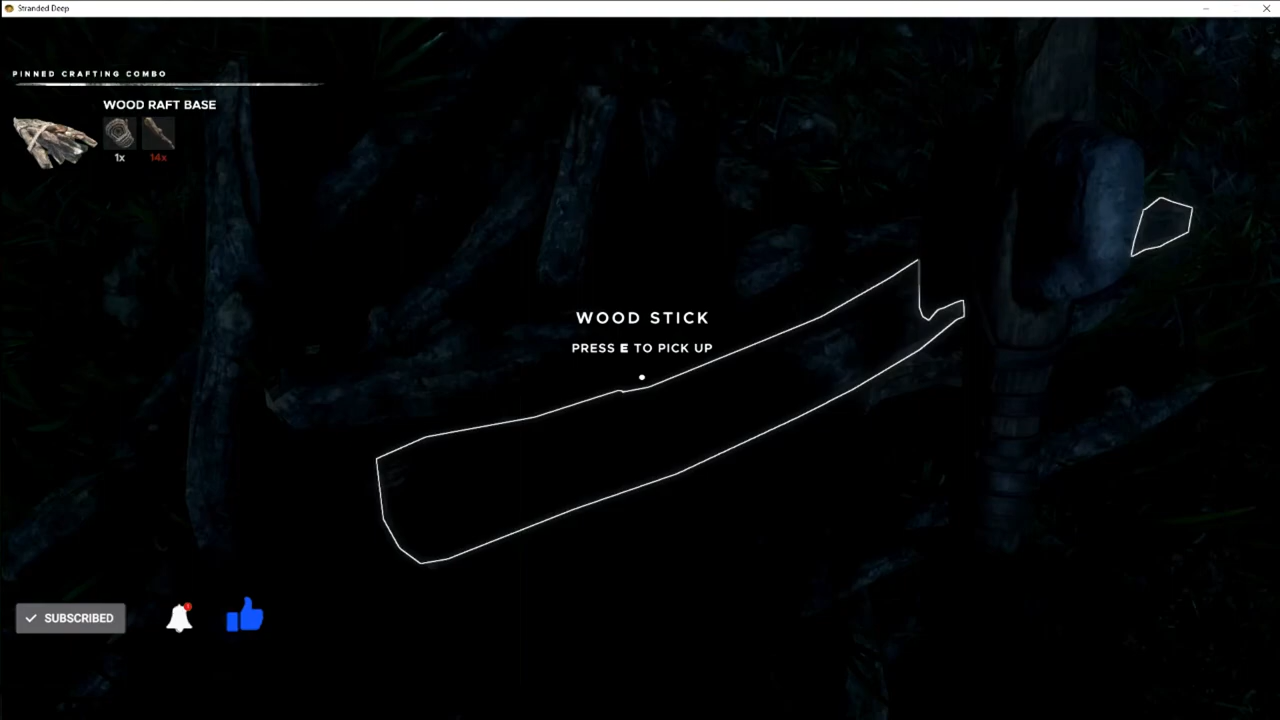 Stranded Deep
PINNED CRAFTING COMBO
WOOD RAFT BASE
1x 14x
WOOD STICK
PRESS E TO PICK UP
SUBSCRIBED